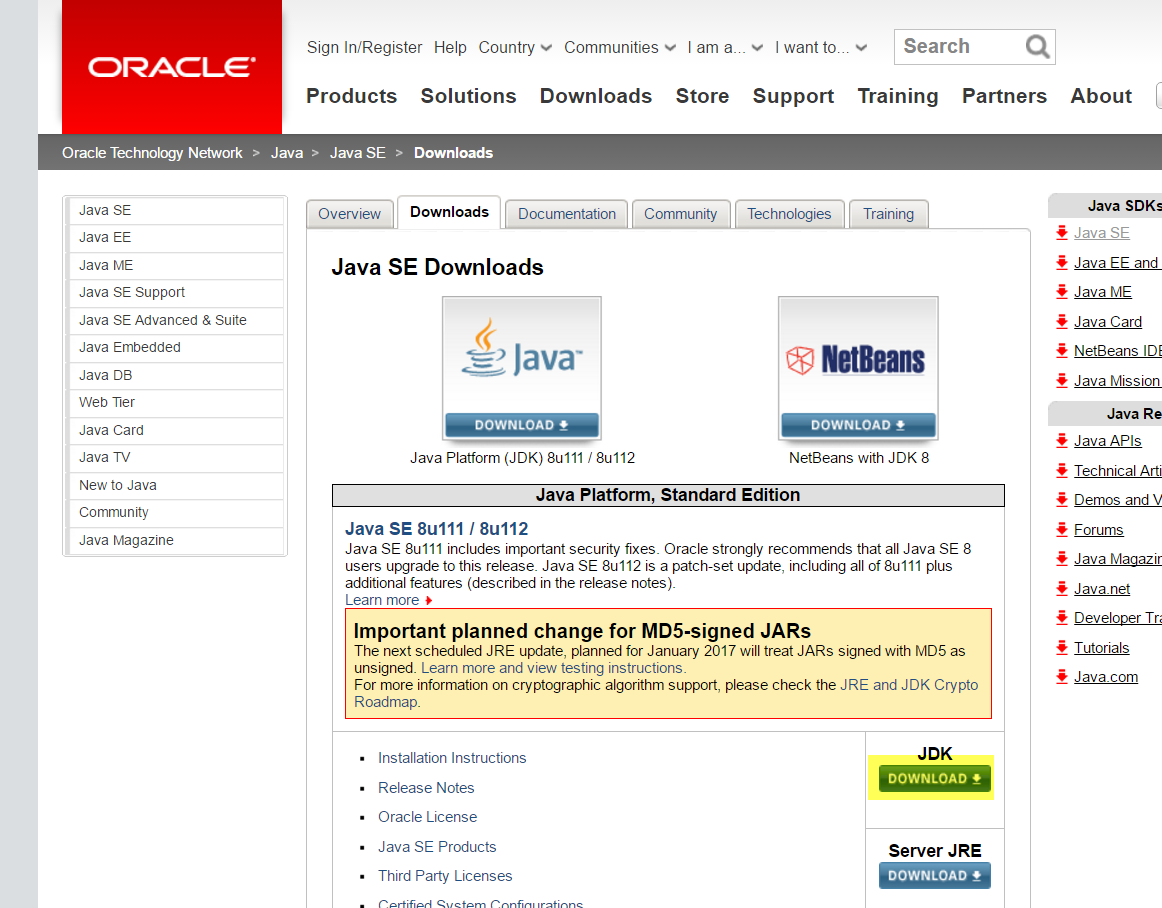 ORACLE
Sign In/Register Help Country Communities I am a... I want to... Search
Products Solutions Downloads Store Support Training Partners About
Oracle Technology Network > Java > Java SE > Downloads
Java SE
Java EE
Java ME
Java SE Support
Java SE Advanced & Suite
Java Embedded
Java DB
Web Tier
Java Card
Java TV
New to Java
Community
Java Magazine
Overview Downloads Documentation Community Technologies Training
Java SE Downloads
Java™
DOWNLOAD
Java Platform (JDK) 8u111 / 8u112
NetBeans
DOWNLOAD
NetBeans with JDK 8
Java Platform, Standard Edition
Java SE 8u111 / 8u112
Java SE 8u111 includes important security fixes. Oracle strongly recommends that all Java SE 8
users upgrade to this release. Java SE 8u112 is a patch-set update, including all of 8u111 plus
additional features (described in the release notes).
Learn more
Important planned change for MD5-signed JARs
The next scheduled JRE update, planned for January 2017 will treat JARs signed with MD5 as
unsigned. Learn more and view testing instructions.
For more information on cryptographic algorithm support, please check the JRE and JDK Crypto
Roadmap.
Installation Instructions
Release Notes
Oracle License
Java SE Products
Third Party Licenses
Certified System Configurations
JDK
DOWNLOAD
Server JRE
DOWNLOAD
Java SDKs
Java SE
Java EE and
Java ME
Java Card
NetBeans IDE
Java Mission
Java Re
Java APIs
Technical Arti
Demos and V
Forums
Java Magazin
Java.net
Developer Tra
Tutorials
Java.com